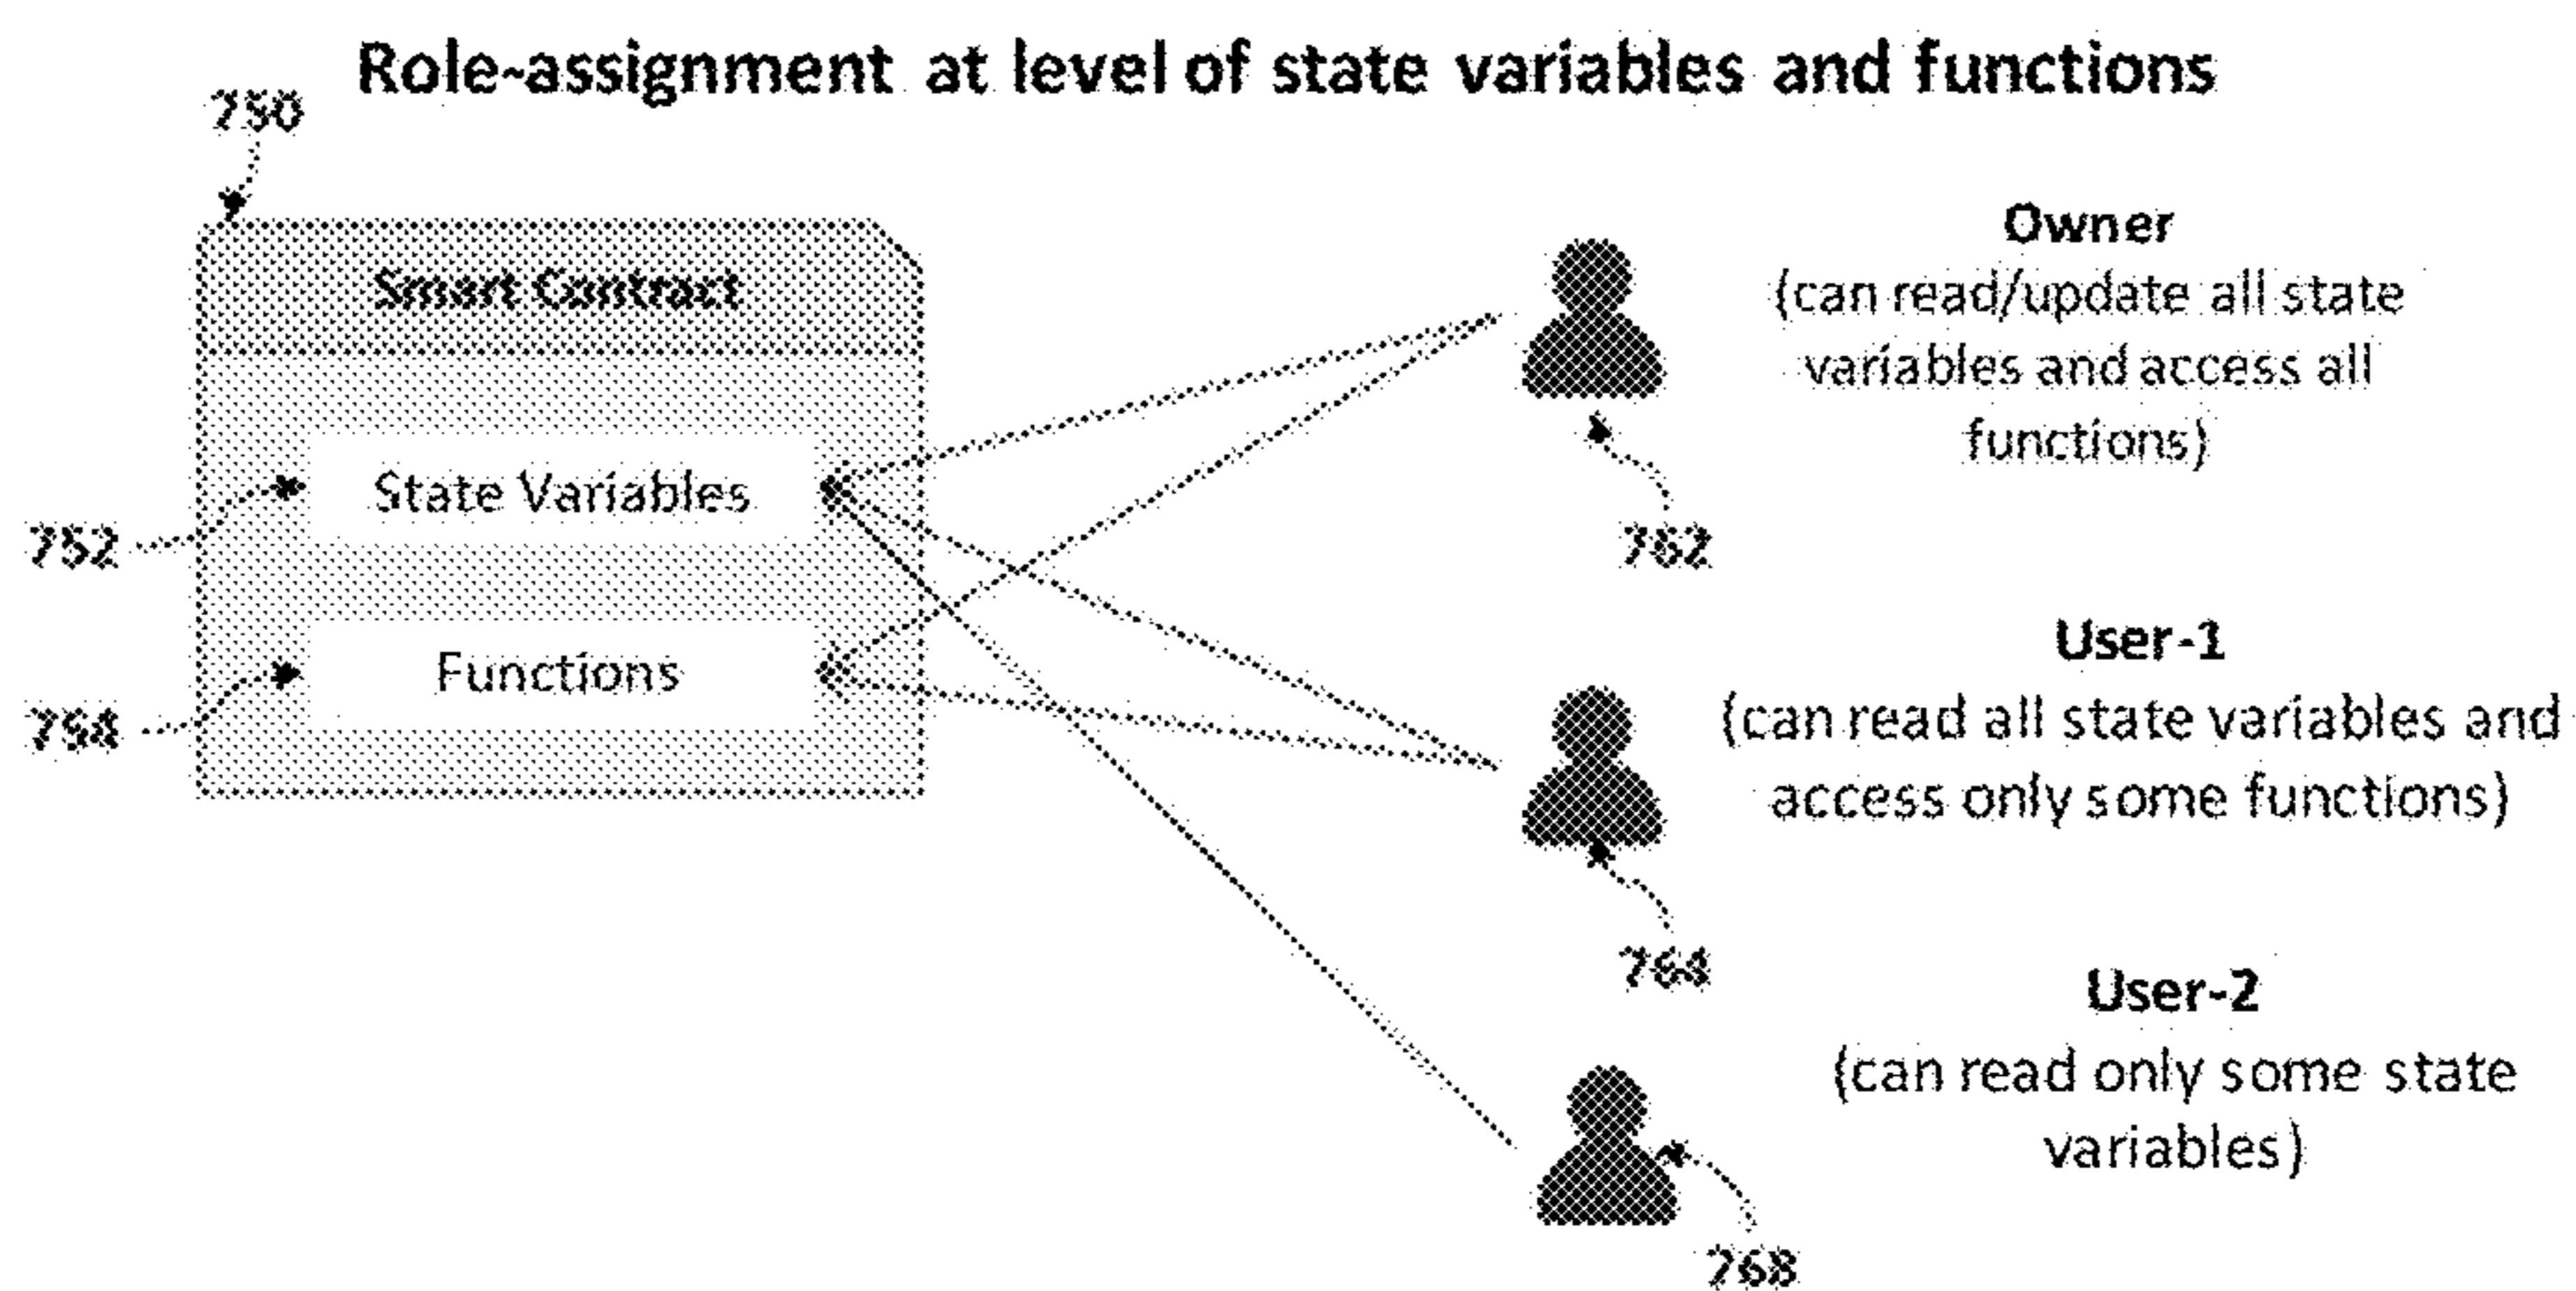 Role-assignment at level of state variables and functions
750
Smart Contract
State Variables
752
Functions
754
Owner
(can read/update all state
variables and access all
functions)
762
User-1
(can read all state variables and
access only some functions)
764
User-2
(can read only some state
variables)
768